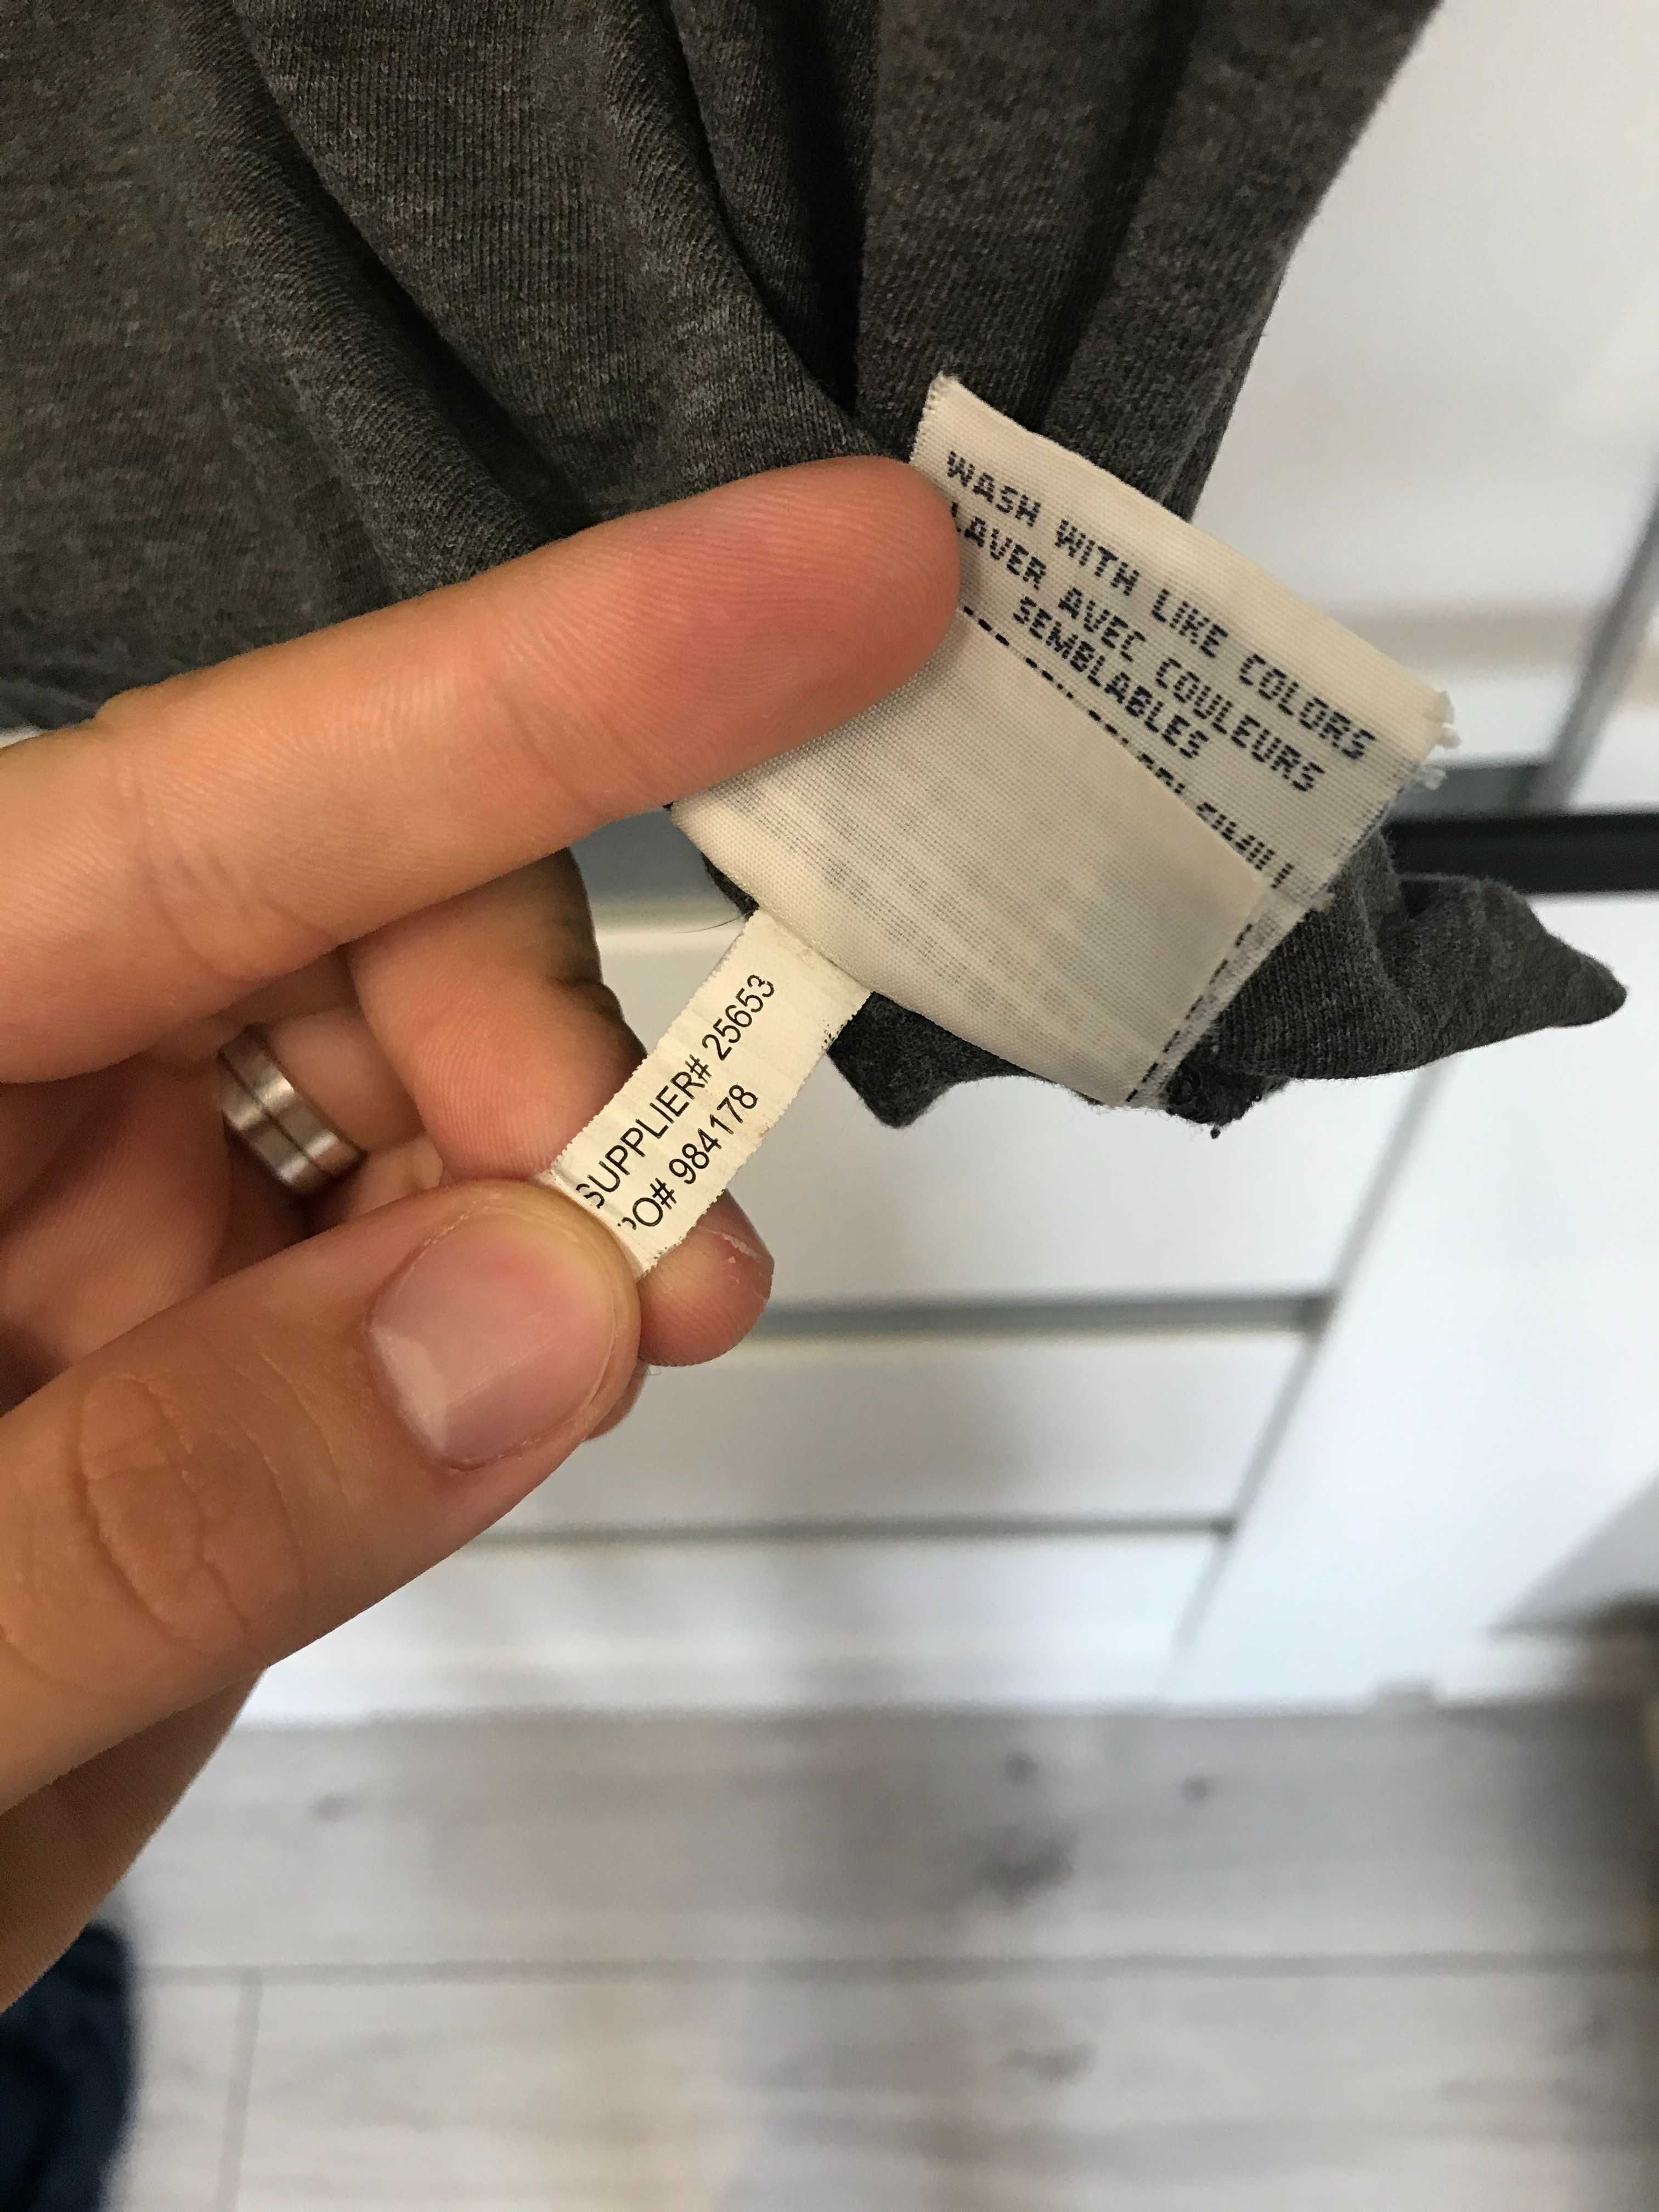 WASH WITH LIKE COLORS
LAVER AVEC COULEURS
SEMBLABLES
SUPPLIER# 25653
PO# 984178